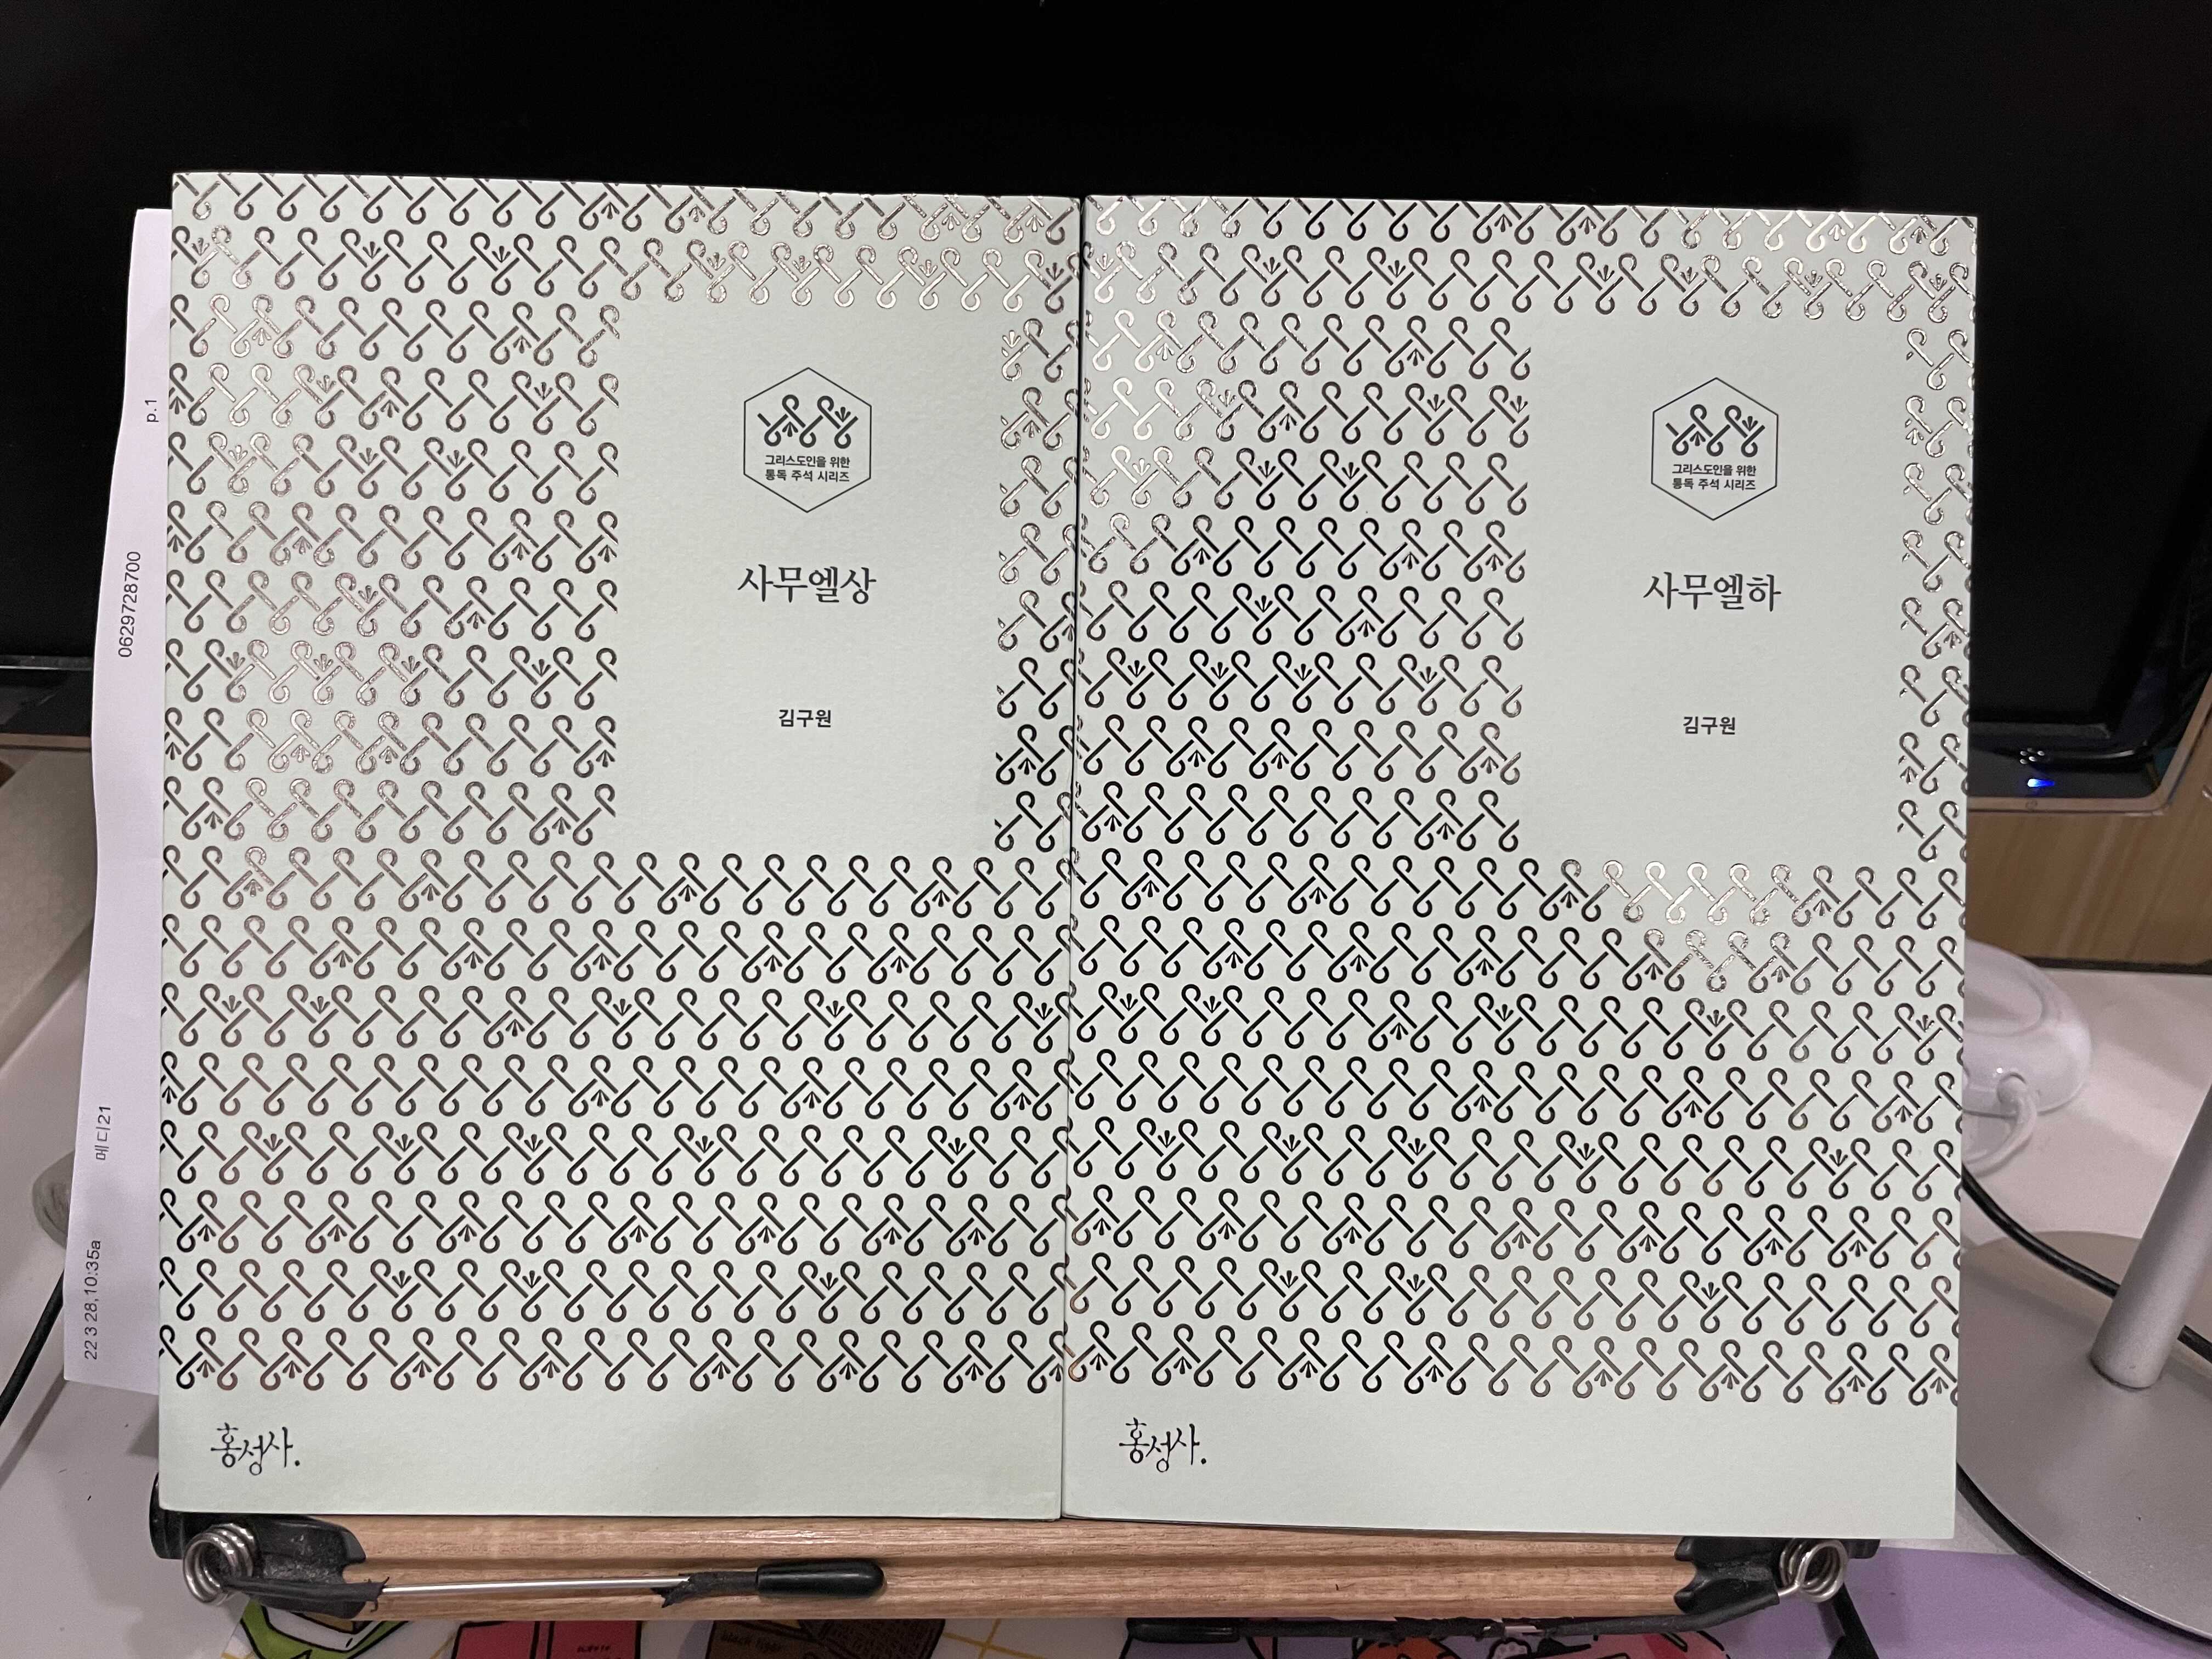 그리스도인을 위한
통독 주석 시리즈
사무엘상
김구원
홍성사.
그리스도인을 위한
통독 주석 시리즈
사무엘하
김구원
홍성사.
22 3 28,10:35a 메디21 0629728700 p.1
black tiger